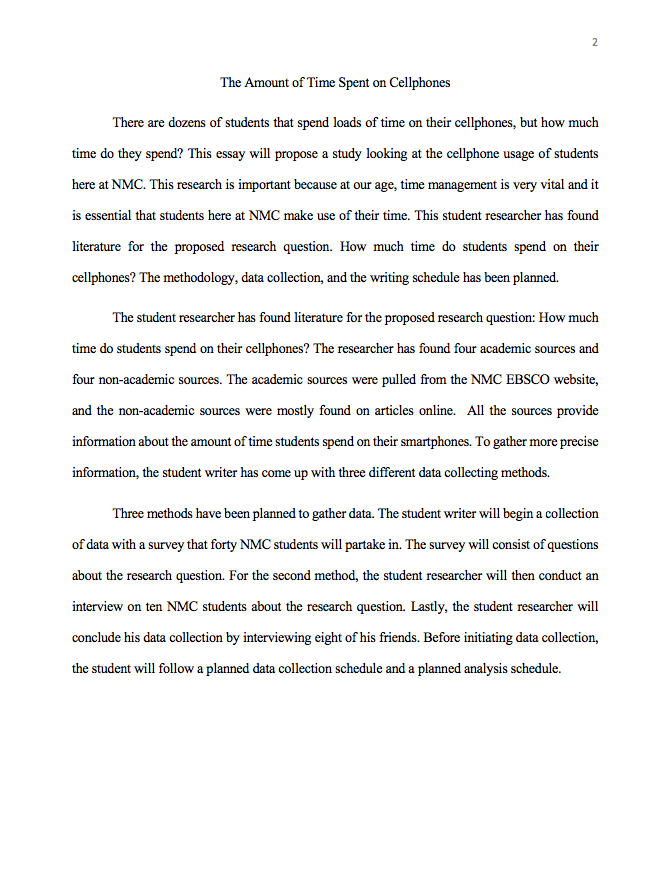 2
The Amount of Time Spent on Cellphones
There are dozens of students that spend loads of time on their cellphones, but how much
time do they spend? This essay will propose a study looking at the cellphone usage of students
here at NMC. This research is important because at our age, time management is very vital and it
is essential that students here at NMC make use of their time. This student researcher has found
literature for the proposed research question. How much time do students spend on their
cellphones? The methodology, data collection, and the writing schedule has been planned.
The student researcher has found literature for the proposed research question: How much
time do students spend on their cellphones? The researcher has found four academic sources and
four non-academic sources. The academic sources were pulled from the NMC EBSCO website,
and the non-academic sources were mostly found on articles online.  All the sources provide
information about the amount of time students spend on their smartphones. To gather more precise
information, the student writer has come up with three different data collecting methods.
Three methods have been planned to gather data. The student writer will begin a collection
of data with a survey that forty NMC students will partake in. The survey will consist of questions
about the research question. For the second method, the student researcher will then conduct an
interview on ten NMC students about the research question. Lastly, the student researcher will
conclude his data collection by interviewing eight of his friends. Before initiating data collection,
the student will follow a planned data collection schedule and a planned analysis schedule.